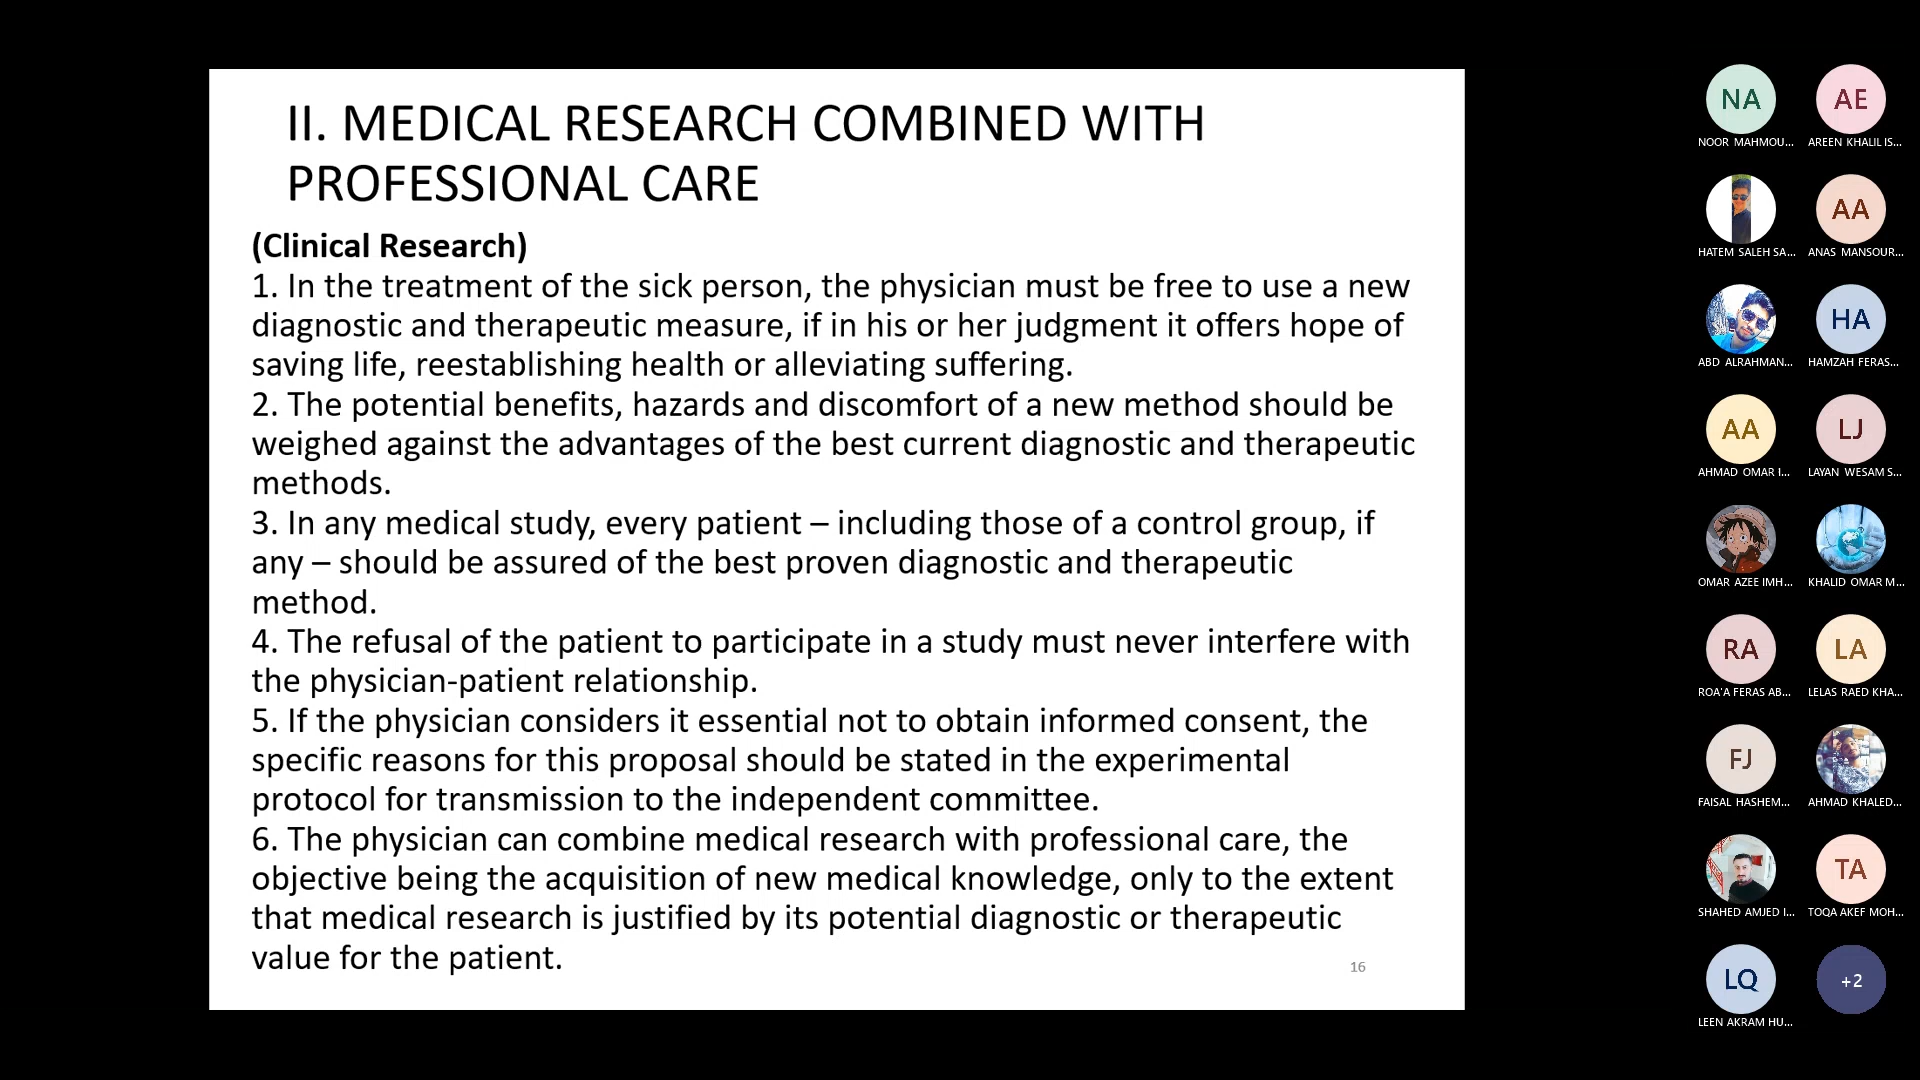 II. MEDICAL RESEARCH COMBINED WITH
PROFESSIONAL CARE
(Clinical Research)
1. In the treatment of the sick person, the physician must be free to use a new
diagnostic and therapeutic measure, if in his or her judgment it offers hope of
saving life, reestablishing health or alleviating suffering.
2. The potential benefits, hazards and discomfort of a new method should be
weighed against the advantages of the best current diagnostic and therapeutic
methods.
3. In any medical study, every patient – including those of a control group, if
any – should be assured of the best proven diagnostic and therapeutic
method.
4. The refusal of the patient to participate in a study must never interfere with
the physician-patient relationship.
5. If the physician considers it essential not to obtain informed consent, the
specific reasons for this proposal should be stated in the experimental
protocol for transmission to the independent committee.
6. The physician can combine medical research with professional care, the
objective being the acquisition of new medical knowledge, only to the extent
that medical research is justified by its potential diagnostic or therapeutic
value for the patient.
16
NA AE
NOOR MAHMOU... AREEN KHALIL IS...
AA
HATEM SALEH SA... ANAS MANSOUR...
HA
ABD ALRAHMAN... HAMZAH FERAS...
AA LJ
AHMAD OMAR I... LAYAN WESAM S...
OMAR AZEE IMH... KHALID OMAR M...
RA LA
ROA'A FERAS AB... LELAS RAED KHA...
FJ
FAISAL HASHEM... AHMAD KHALED...
TA
SHAHED AMJED I... TOQA AKEF MOH...
LQ +2
LEEN AKRAM HU...